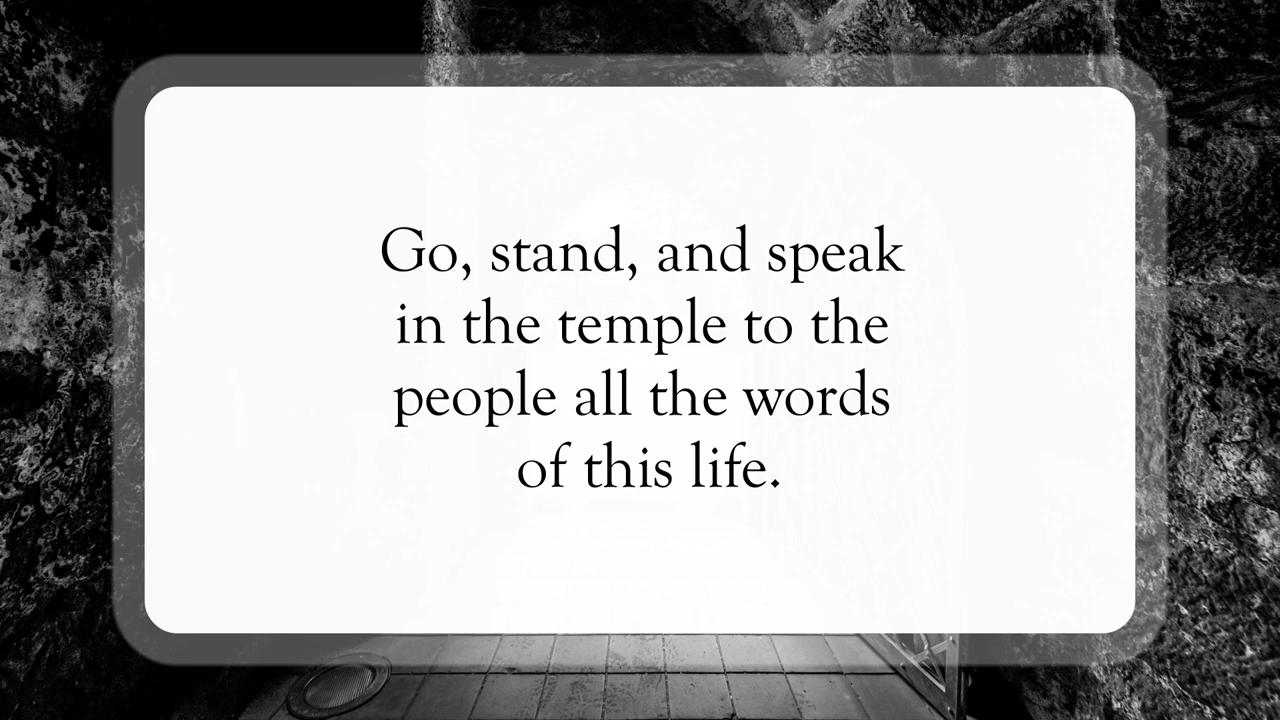 Go, stand, and speak
in the temple to the
people all the words
of this life.